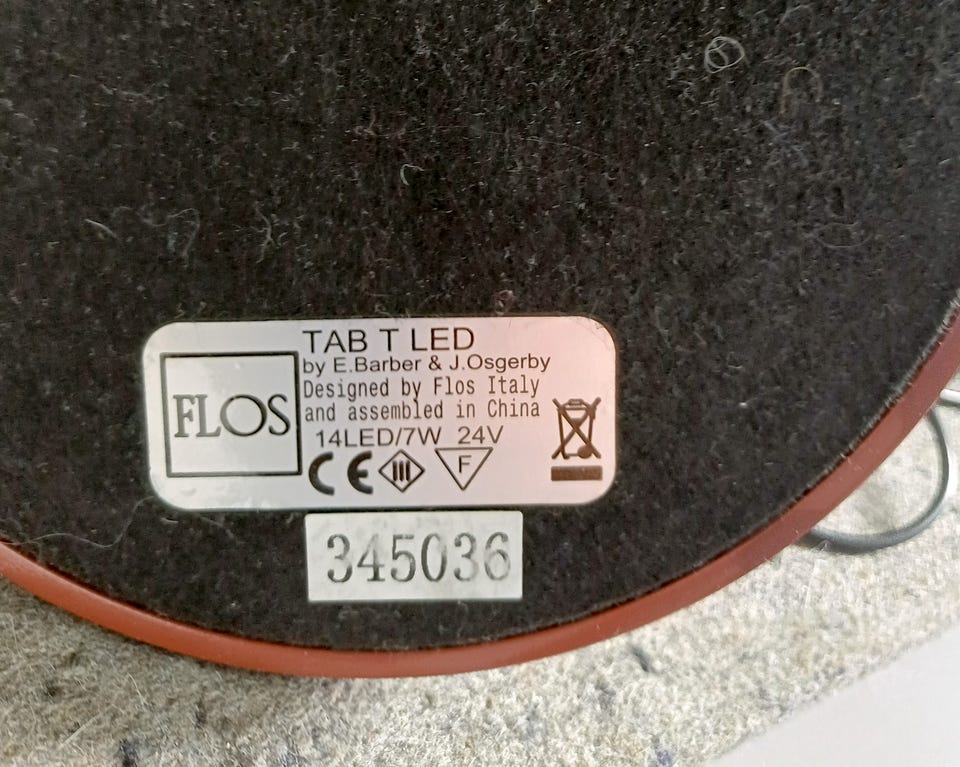 TAB T LED
by E.Barber & J.Osgerby
Designed by Flos Italy
and assembled in China
FLOS
14LED/7W 24V
CE III F
345036